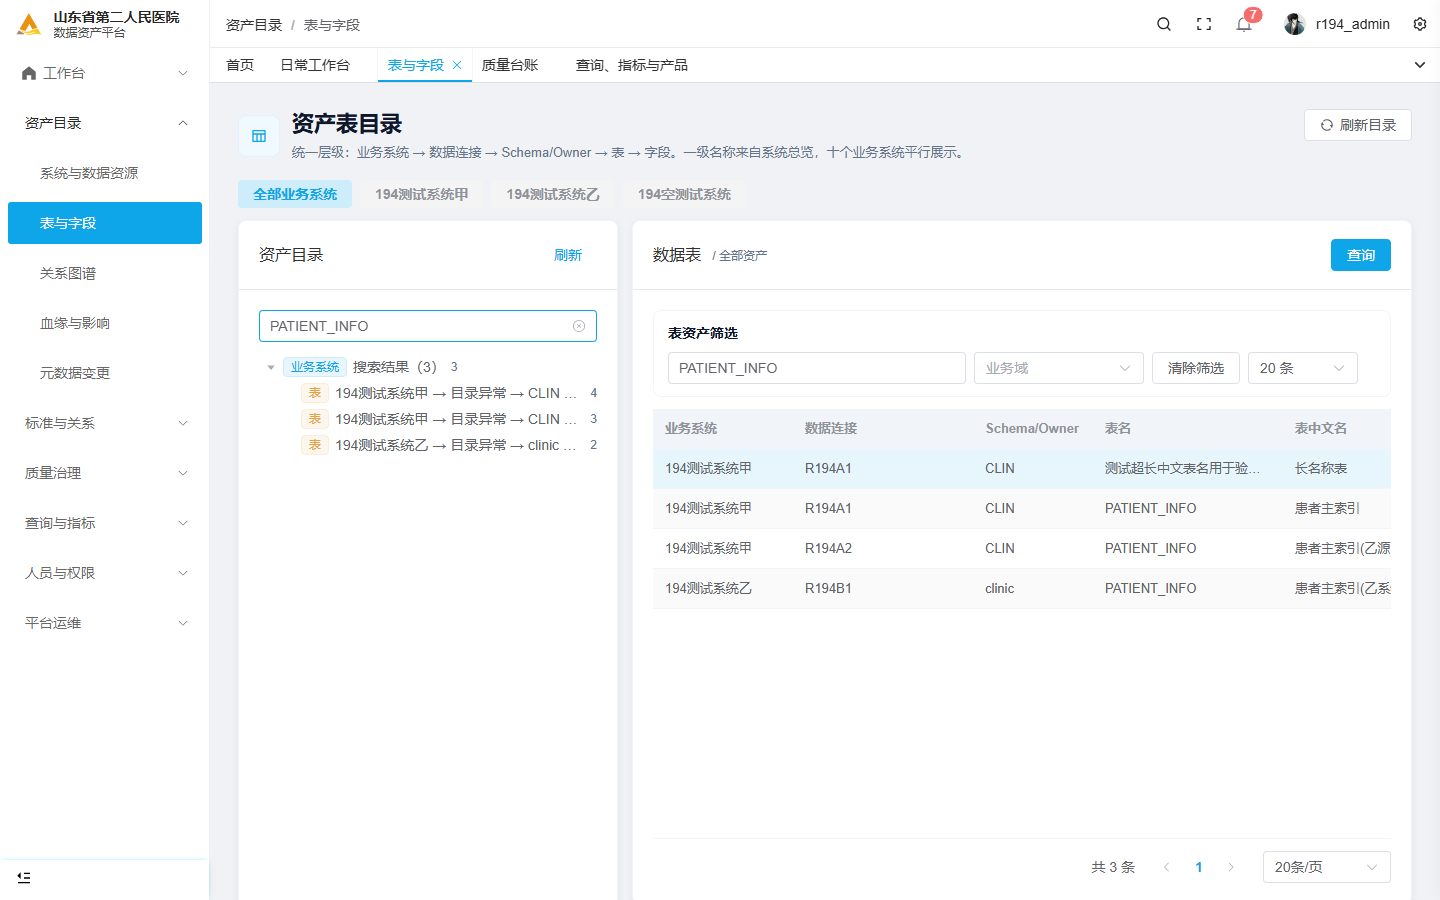 山东省第二人民医院
数据资产平台
资产目录 / 表与字段
7
r194_admin
首页
日常工作台
表与字段
质量台账
查询、指标与产品
工作台
资产目录
系统与数据资源
表与字段
关系图谱
血缘与影响
元数据变更
标准与关系
质量治理
查询与指标
人员与权限
平台运维
资产表目录
统一层级：业务系统 → 数据连接 → Schema/Owner → 表 → 字段。一级名称来自系统总览，十个业务系统平行展示。
刷新目录
全部业务系统
194测试系统甲
194测试系统乙
194空测试系统
资产目录
刷新
PATIENT_INFO
业务系统 搜索结果（3） 3
表 194测试系统甲 → 目录异常 → CLIN ... 4
表 194测试系统甲 → 目录异常 → CLIN ... 3
表 194测试系统乙 → 目录异常 → clinic ... 2
数据表 / 全部资产
查询
表资产筛选
PATIENT_INFO
业务域
清除筛选
20 条
业务系统 数据连接 Schema/Owner 表名 表中文名
194测试系统甲 R194A1 CLIN 测试超长中文表名用于验... 长名称表
194测试系统甲 R194A1 CLIN PATIENT_INFO 患者主索引
194测试系统甲 R194A2 CLIN PATIENT_INFO 患者主索引(乙源
194测试系统乙 R194B1 clinic PATIENT_INFO 患者主索引(乙系
共 3 条
1
20条/页